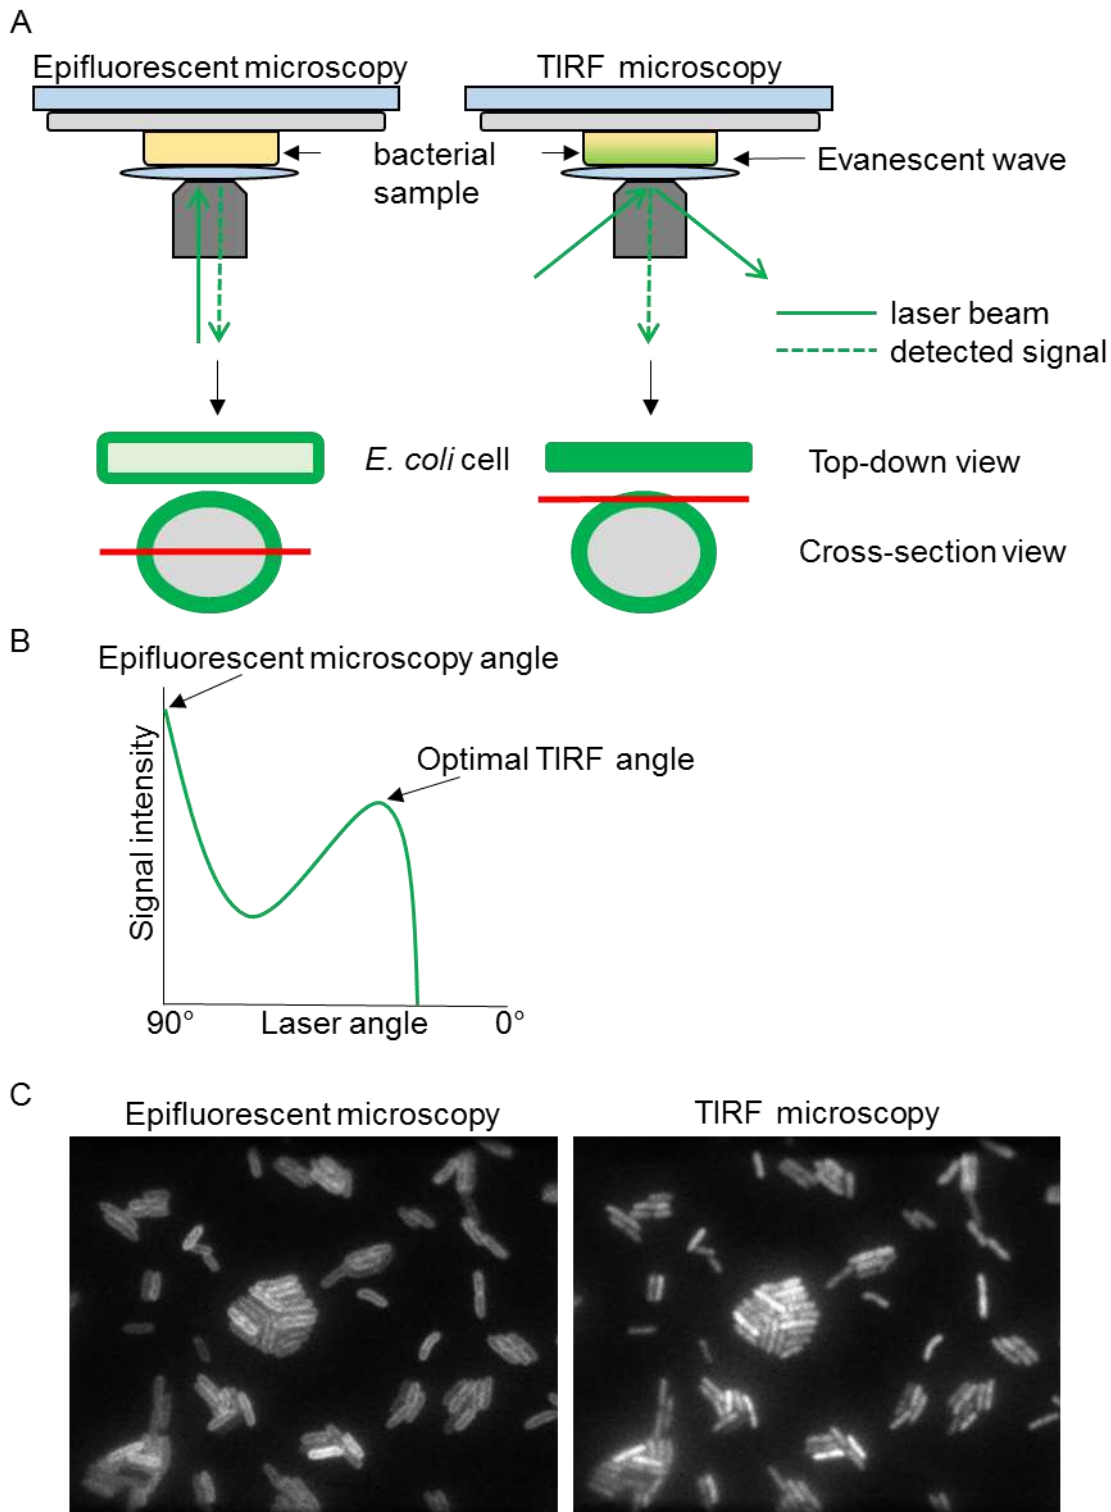 A
Epifluorescent microscopy
TIRF microscopy
bacterial
sample
Evanescent wave
laser beam
detected signal
E. coli cell
Top-down view
Cross-section view
B
Epifluorescent microscopy angle
Optimal TIRF angle
Signal intensity
90°
Laser angle
0°
C
Epifluorescent microscopy
TIRF microscopy